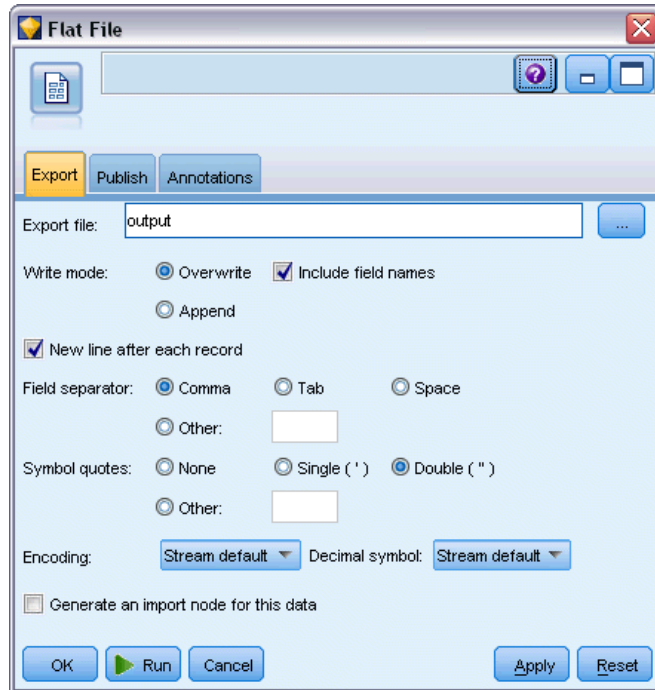 Flat File
Export Publish Annotations
Export file: output ...
Write mode: Overwrite Include field names
Append
New line after each record
Field separator: Comma Tab Space
Other:
Symbol quotes: None Single ( ' ) Double ( " )
Other:
Encoding: Stream default Decimal symbol: Stream default
Generate an import node for this data
OK Run Cancel Apply Reset